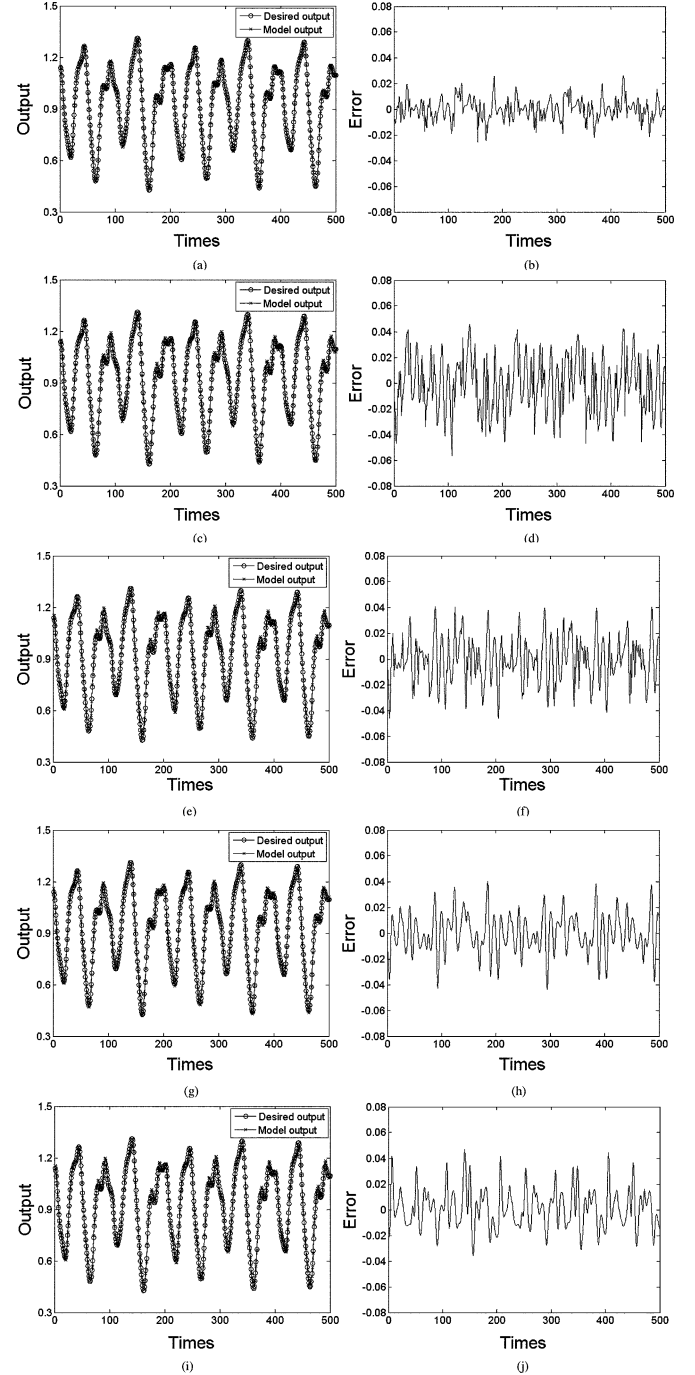 1.5
1.2
0.9
0.6
0.3
Output
Desired output
Model output
0 100 200 300 400 500
Times
(a)
0.08
0.06
0.04
0.02
0
-0.02
-0.04
-0.06
-0.08
Error
0 100 200 300 400 500
Times
(b)
1.5
1.2
0.9
0.6
0.3
Output
Desired output
Model output
0 100 200 300 400 500
Times
(c)
0.08
0.06
0.04
0.02
0
-0.02
-0.04
-0.06
-0.08
Error
0 100 200 300 400 500
Times
(d)
1.5
1.2
0.9
0.6
0.3
Output
Desired output
Model output
0 100 200 300 400 500
Times
(e)
0.08
0.06
0.04
0.02
0
-0.02
-0.04
-0.06
-0.08
Error
0 100 200 300 400 500
Times
(f)
1.5
1.2
0.9
0.6
0.3
Output
Desired output
Model output
0 100 200 300 400 500
Times
(g)
0.08
0.06
0.04
0.02
0
-0.02
-0.04
-0.06
-0.08
Error
0 100 200 300 400 500
Times
(h)
1.5
1.2
0.9
0.6
0.3
Output
Desired output
Model output
0 100 200 300 400 500
Times
(i)
0.08
0.06
0.04
0.02
0
-0.02
-0.04
-0.06
-0.08
Error
0 100 200 300 400 500
Times
(j)